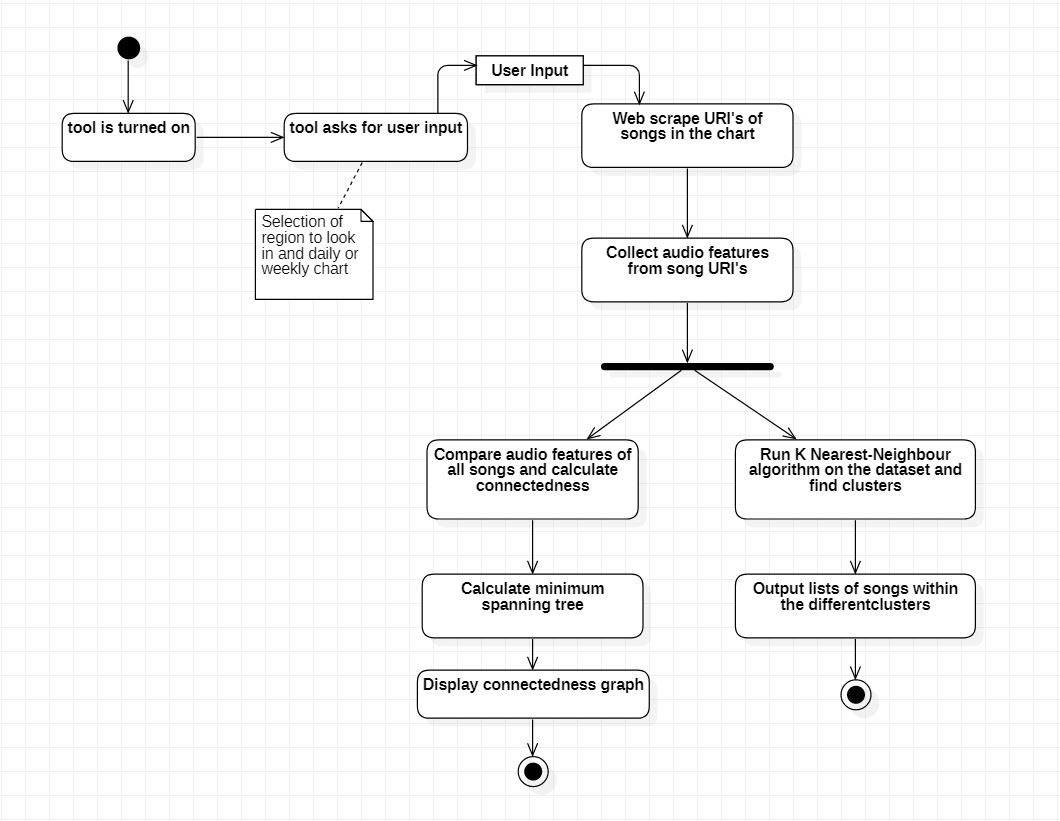 User Input
tool is turned on
tool asks for user input
Web scrape URI's of
songs in the chart
Selection of
region to look
in and daily or
weekly chart
Collect audio features
from song URI's
Compare audio features of
all songs and calculate
connectedness
Run K Nearest-Neighbour
algorithm on the dataset and
find clusters
Calculate minimum
spanning tree
Output lists of songs within
the differentclusters
Display connectedness graph